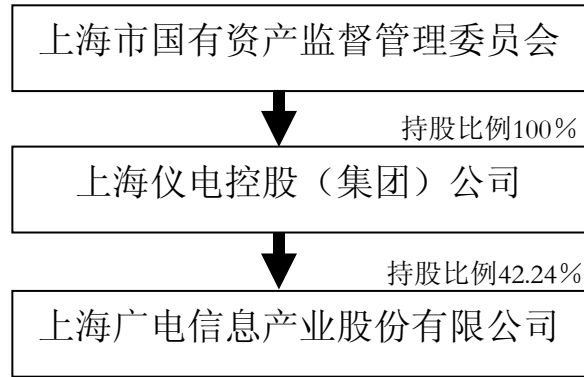 上海市国有资产监督管理委员会
持股比例100%
上海仪电控股（集团）公司
持股比例42.24%
上海广电信息产业股份有限公司